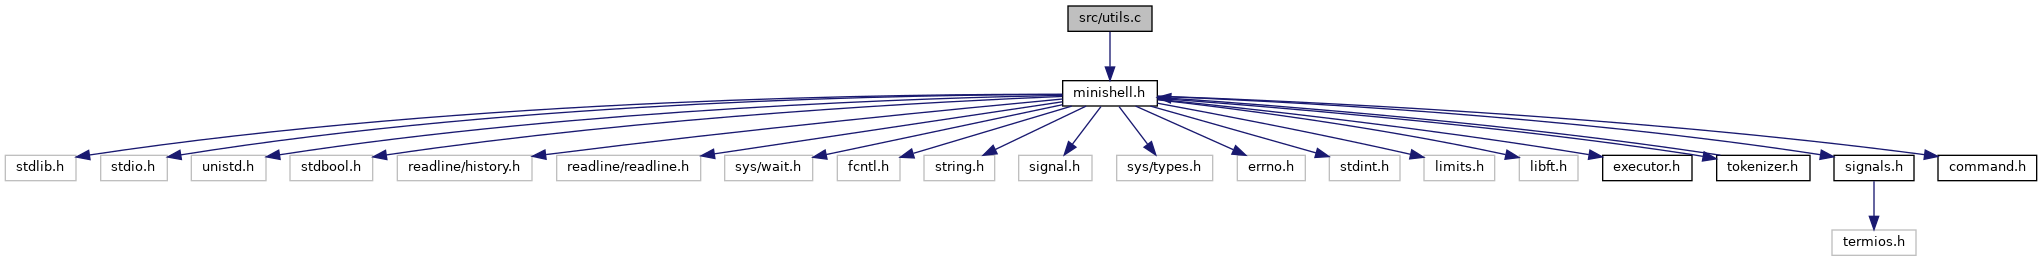 src/utils.c
minishell.h
stdlib.h
stdio.h
unistd.h
stdbool.h
readline/history.h
readline/readline.h
sys/wait.h
fcntl.h
string.h
signal.h
sys/types.h
errno.h
stdint.h
limits.h
libft.h
executor.h
tokenizer.h
signals.h
command.h
termios.h